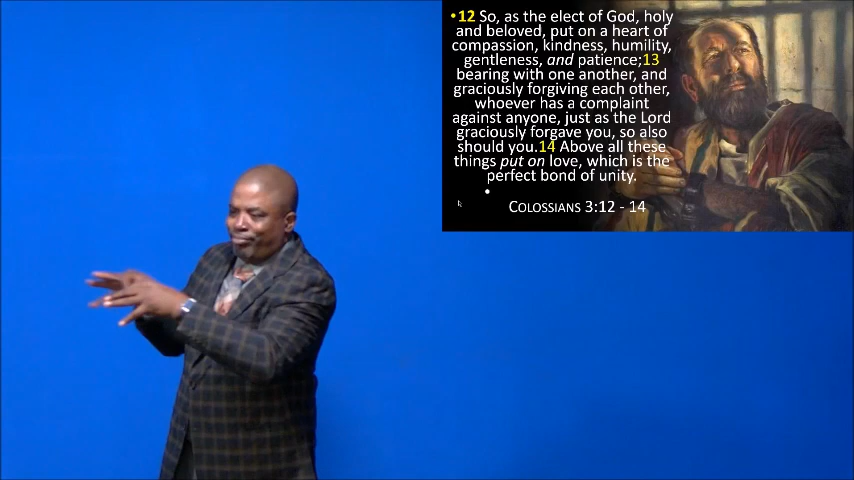 •12 So, as the elect of God, holy
and beloved, put on a heart of
compassion, kindness, humility,
gentleness, and patience;13
bearing with one another, and
graciously forgiving each other,
whoever has a complaint
against anyone, just as the Lord
graciously forgave you, so also
should you.14 Above all these
things put on love, which is the
perfect bond of unity.
•
COLOSSIANS 3:12 - 14